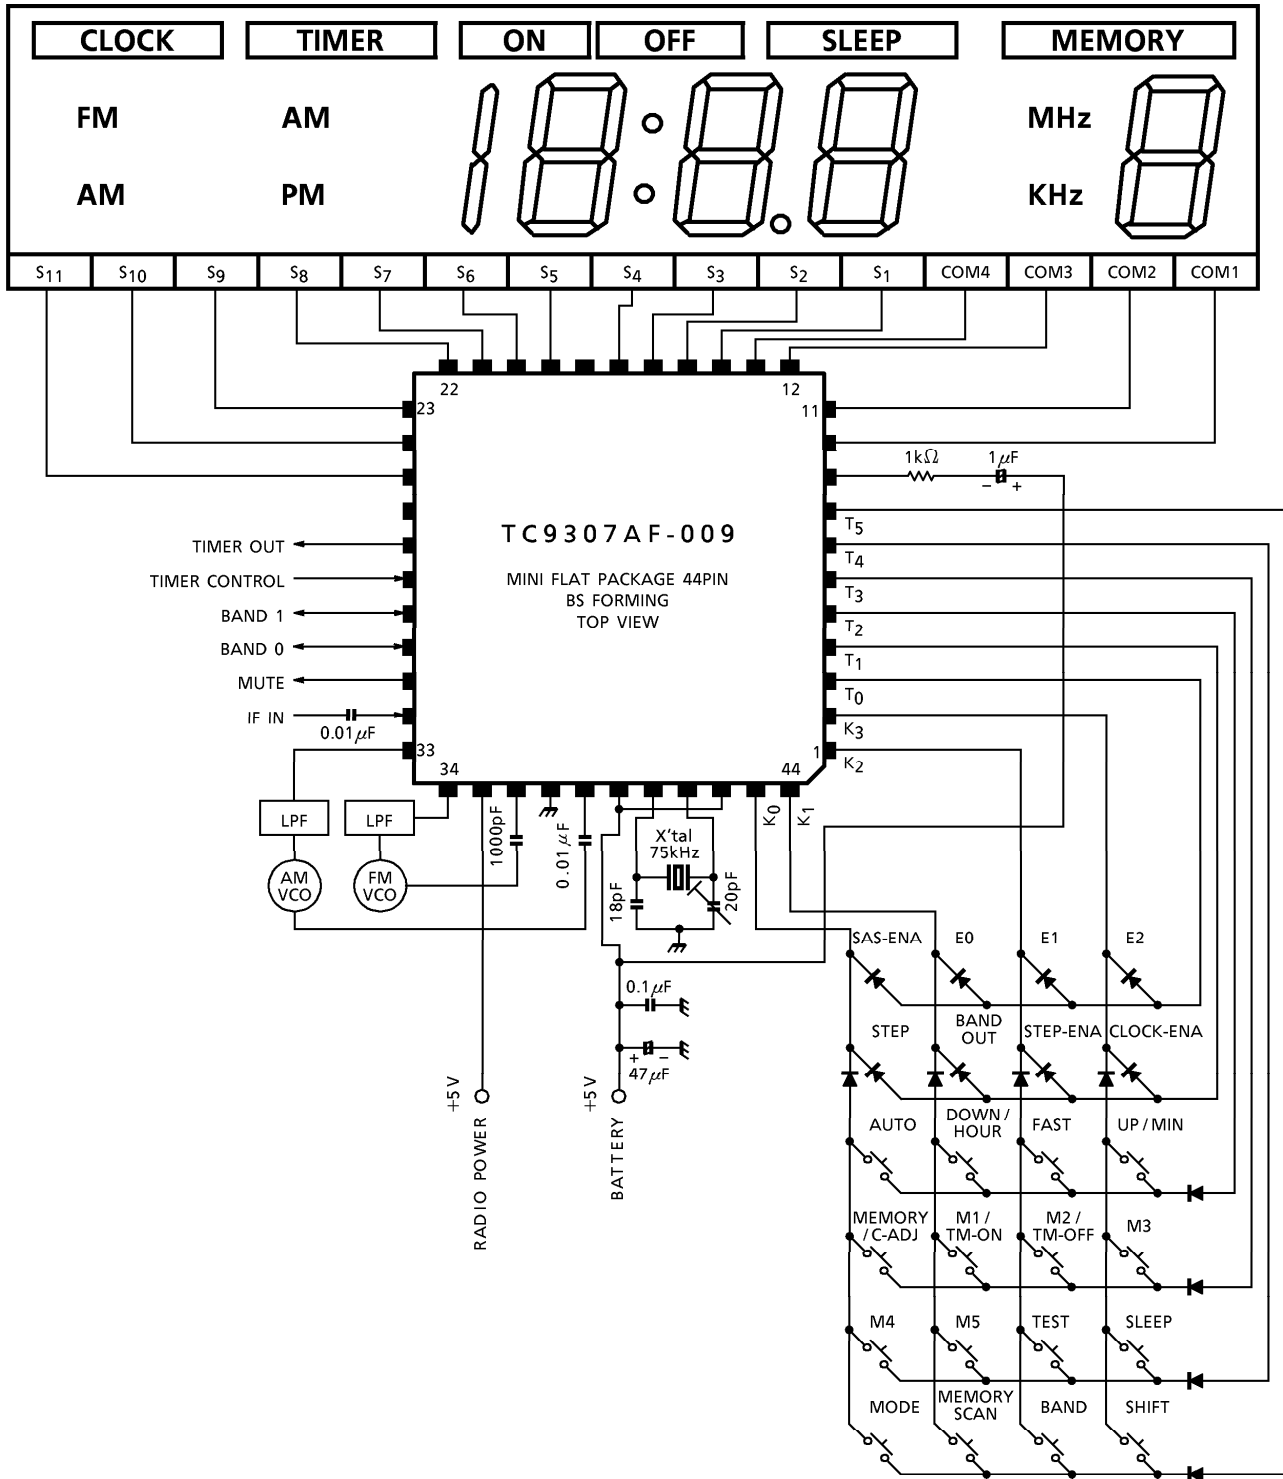 CLOCK TIMER ON OFF SLEEP MEMORY
FM AM MHz
AM PM KHz
S11 S10 S9 S8 S7 S6 S5 S4 S3 S2 S1 COM4 COM3 COM2 COM1
22 12
23 11
1kΩ 1μF
− +
TC9307AF-009
MINI FLAT PACKAGE 44PIN
BS FORMING
TOP VIEW
TIMER OUT
TIMER CONTROL
BAND 1
BAND 0
MUTE
IF IN
0.01μF
T5
T4
T3
T2
T1
T0
K3
K2
33 1
34 44
LPF LPF
AM
VCO
FM
VCO
1000pF
0.01μF
X'tal
75kHz
18pF
20pF
K0
K1
0.1μF
+ −
47μF
+5V
RADIO POWER
+5V
BATTERY
SAS-ENA E0 E1 E2
STEP
BAND
OUT
STEP-ENA CLOCK-ENA
AUTO
DOWN/
HOUR
FAST UP/MIN
MEMORY
/C-ADJ
M1/
TM-ON
M2/
TM-OFF
M3
M4 M5 TEST SLEEP
MODE
MEMORY
SCAN
BAND SHIFT